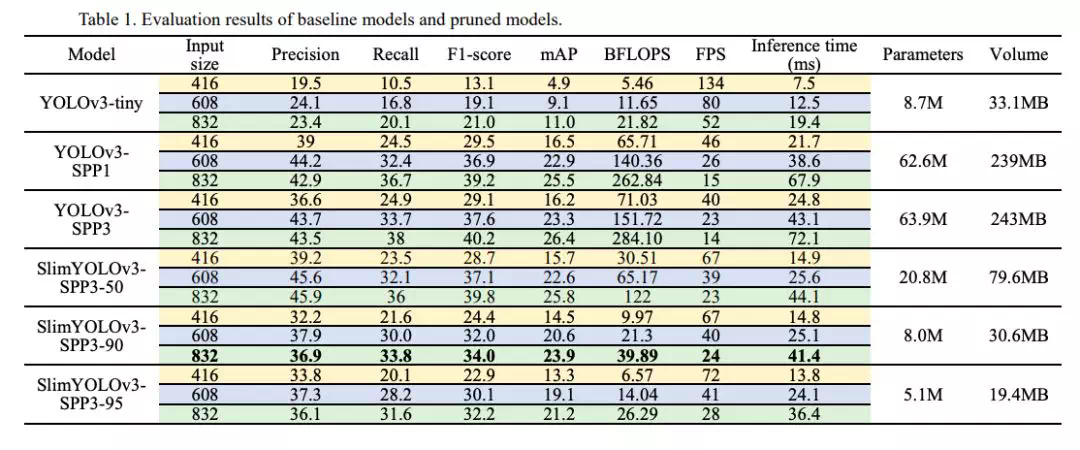 Table 1. Evaluation results of baseline models and pruned models.
Model Input size Precision Recall F1-score mAP BFLOPS FPS Inference time (ms) Parameters Volume
YOLOv3-tiny 416 19.5 10.5 13.1 4.9 5.46 134 7.5 8.7M 33.1MB
608 24.1 16.8 19.1 9.1 11.65 80 12.5
832 23.4 20.1 21.0 11.0 21.82 52 19.4
YOLOv3-SPP1 416 39 24.5 29.5 16.5 65.71 46 21.7 62.6M 239MB
608 44.2 32.4 36.9 22.9 140.36 26 38.6
832 42.9 36.7 39.2 25.5 262.84 15 67.9
YOLOv3-SPP3 416 36.6 24.9 29.1 16.2 71.03 40 24.8 63.9M 243MB
608 43.7 33.7 37.6 23.3 151.72 23 43.1
832 43.5 38 40.2 26.4 284.10 14 72.1
SlimYOLOv3-SPP3-50 416 39.2 23.5 28.7 15.7 30.51 67 14.9 20.8M 79.6MB
608 45.6 32.1 37.1 22.6 65.17 39 25.6
832 45.9 36 39.8 25.8 122 23 44.1
SlimYOLOv3-SPP3-90 416 32.2 21.6 24.4 14.5 9.97 67 14.8 8.0M 30.6MB
608 37.9 30.0 32.0 20.6 21.3 40 25.1
832 36.9 33.8 34.0 23.9 39.89 24 41.4
SlimYOLOv3-SPP3-95 416 33.8 20.1 22.9 13.3 6.57 72 13.8 5.1M 19.4MB
608 37.3 28.2 30.1 19.1 14.04 41 24.1
832 36.1 31.6 32.2 21.2 26.29 28 36.4